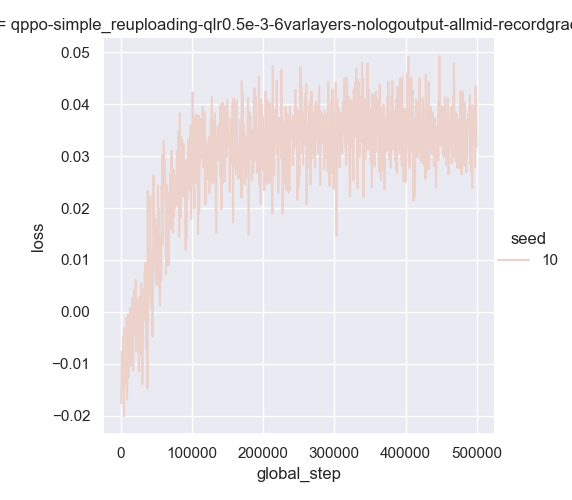 = qppo-simple_reuploading-qlr0.5e-3-6varlayers-nologoutput-allmid-recordgrad
0.05
0.04
0.03
0.02
0.01
0.00
−0.01
−0.02
loss
0 100000 200000 300000 400000 500000
global_step
seed
10